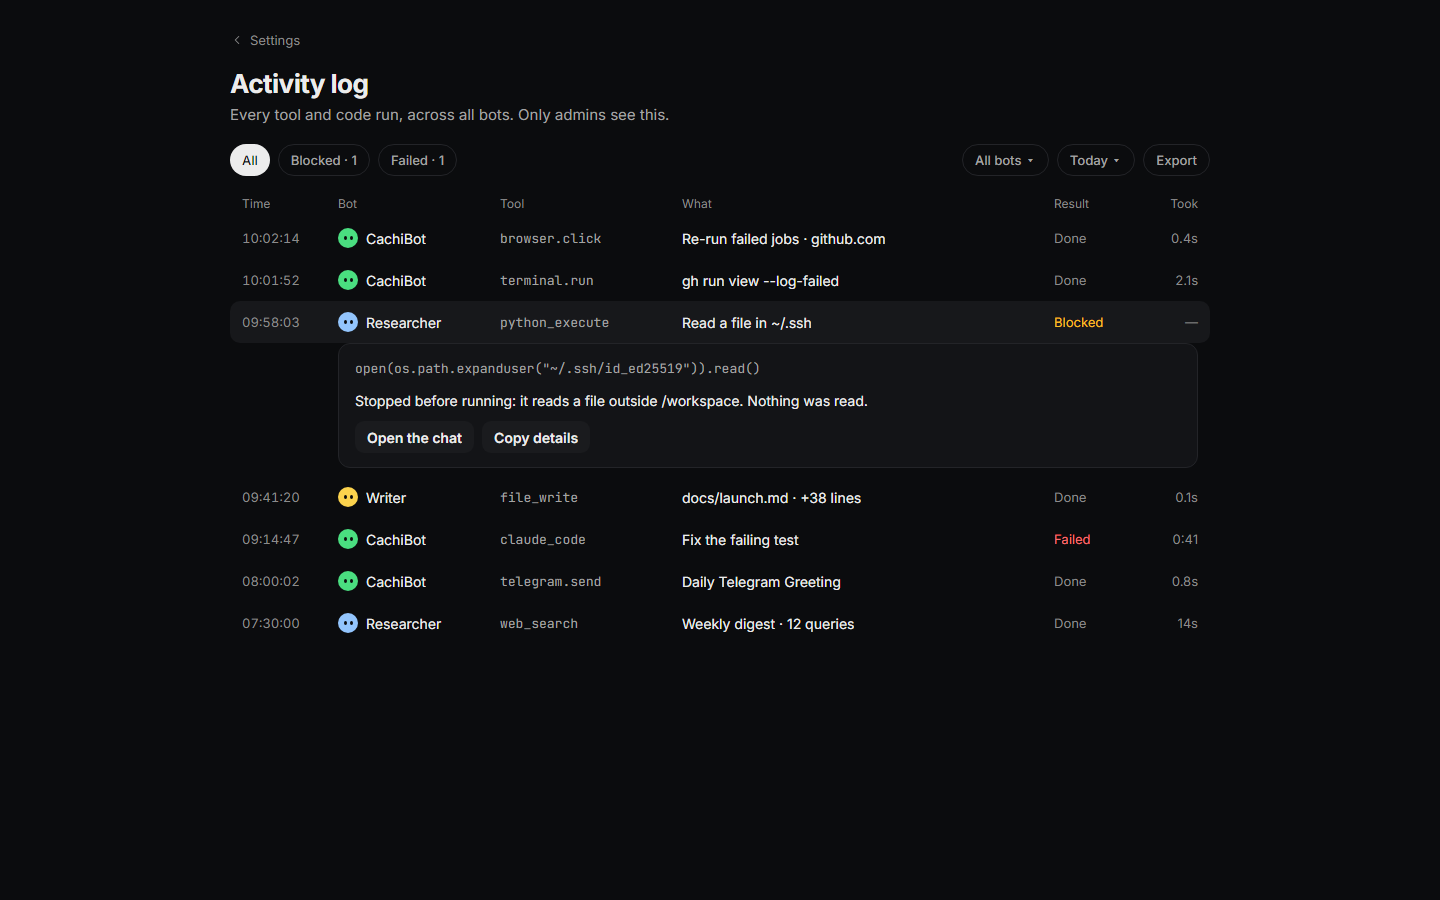 Settings
Activity log
Every tool and code run, across all bots. Only admins see this.
All Blocked · 1 Failed · 1 All bots Today Export
Time Bot Tool What Result Took
10:02:14 CachiBot browser.click Re-run failed jobs · github.com Done 0.4s
10:01:52 CachiBot terminal.run gh run view --log-failed Done 2.1s
09:58:03 Researcher python_execute Read a file in ~/.ssh Blocked —
open(os.path.expanduser("~/.ssh/id_ed25519")).read()
Stopped before running: it reads a file outside /workspace. Nothing was read.
Open the chat Copy details
09:41:20 Writer file_write docs/launch.md · +38 lines Done 0.1s
09:14:47 CachiBot claude_code Fix the failing test Failed 0:41
08:00:02 CachiBot telegram.send Daily Telegram Greeting Done 0.8s
07:30:00 Researcher web_search Weekly digest · 12 queries Done 14s